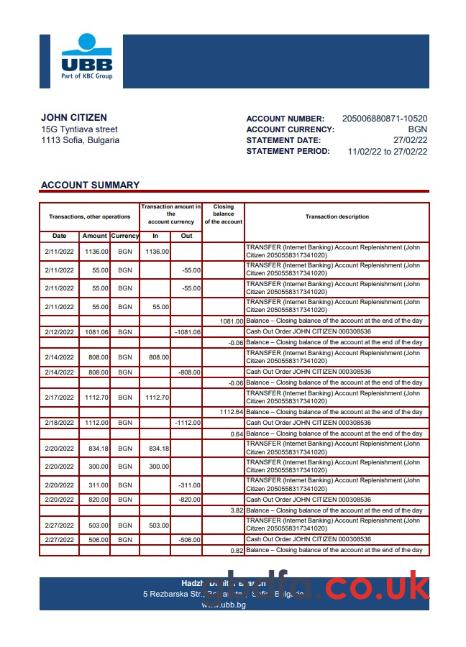 UBB
Part of KBC Group
JOHN CITIZEN
15G Tyntiava street
1113 Sofia, Bulgaria
ACCOUNT NUMBER: 205006880871-10520
ACCOUNT CURRENCY: BGN
STATEMENT DATE: 27/02/22
STATEMENT PERIOD: 11/02/22 to 27/02/22
ACCOUNT SUMMARY
Transactions, other operations
Transaction amount in the account currency
Closing balance of the account
Transaction description
Date Amount Currency In Out
2/11/2022 1136.00 BGN 1136.00 TRANSFER (Internet Banking) Account Replenishment (John
Citizen 2050558317341020)
2/11/2022 55.00 BGN -55.00 TRANSFER (Internet Banking) Account Replenishment (John
Citizen 2050558317341020)
2/11/2022 55.00 BGN -55.00 TRANSFER (Internet Banking) Account Replenishment (John
Citizen 2050558317341020)
2/11/2022 55.00 BGN 55.00 TRANSFER (Internet Banking) Account Replenishment (John
Citizen 2050558317341020)
1081.00 Balance – Closing balance of the account at the end of the day
2/12/2022 1081.06 BGN -1081.06 Cash Out Order JOHN CITIZEN 000308536
-0.06 Balance – Closing balance of the account at the end of the day
2/14/2022 808.00 BGN 808.00 TRANSFER (Internet Banking) Account Replenishment (John
Citizen 2050558317341020)
2/14/2022 808.00 BGN -808.00 Cash Out Order JOHN CITIZEN 000308536
-0.06 Balance – Closing balance of the account at the end of the day
2/17/2022 1112.70 BGN 1112.70 TRANSFER (Internet Banking) Account Replenishment (John
Citizen 2050558317341020)
1112.64 Balance – Closing balance of the account at the end of the day
2/18/2022 1112.00 BGN -1112.00 Cash Out Order JOHN CITIZEN 000308536
0.64 Balance – Closing balance of the account at the end of the day
2/20/2022 834.18 BGN 834.18 TRANSFER (Internet Banking) Account Replenishment (John
Citizen 2050558317341020)
2/20/2022 300.00 BGN 300.00 TRANSFER (Internet Banking) Account Replenishment (John
Citizen 2050558317341020)
2/20/2022 311.00 BGN -311.00 TRANSFER (Internet Banking) Account Replenishment (John
Citizen 2050558317341020)
2/20/2022 820.00 BGN -820.00 Cash Out Order JOHN CITIZEN 000308536
3.82 Balance – Closing balance of the account at the end of the day
2/27/2022 503.00 BGN 503.00 TRANSFER (Internet Banking) Account Replenishment (John
Citizen 2050558317341020)
2/27/2022 506.00 BGN -506.00 Cash Out Order JOHN CITIZEN 000308536
0.82 Balance – Closing balance of the account at the end of the day
5 Rezbarska Str.,
www.ubb.bg
.co.uk